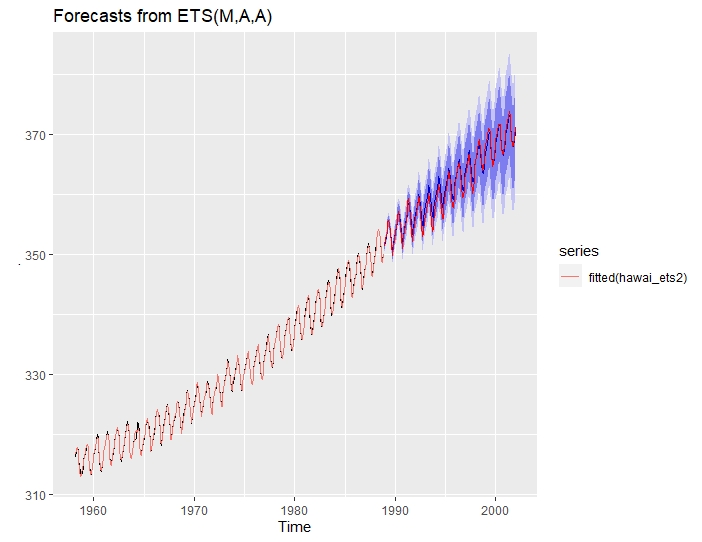 Forecasts from ETS(M,A,A)
370
350
330
310
1960
1970
1980
1990
2000
Time
series
fitted(hawai_ets2)